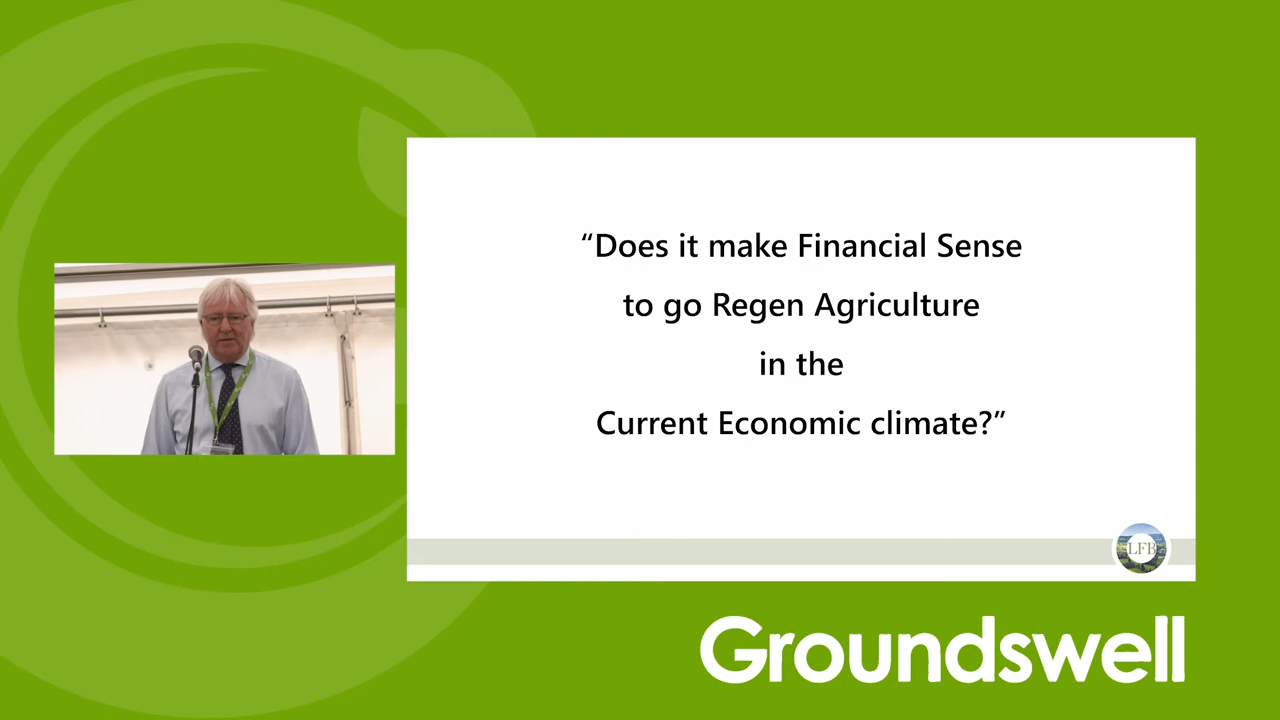 “Does it make Financial Sense
to go Regen Agriculture
in the
Current Economic climate?”
LFB
Groundswell